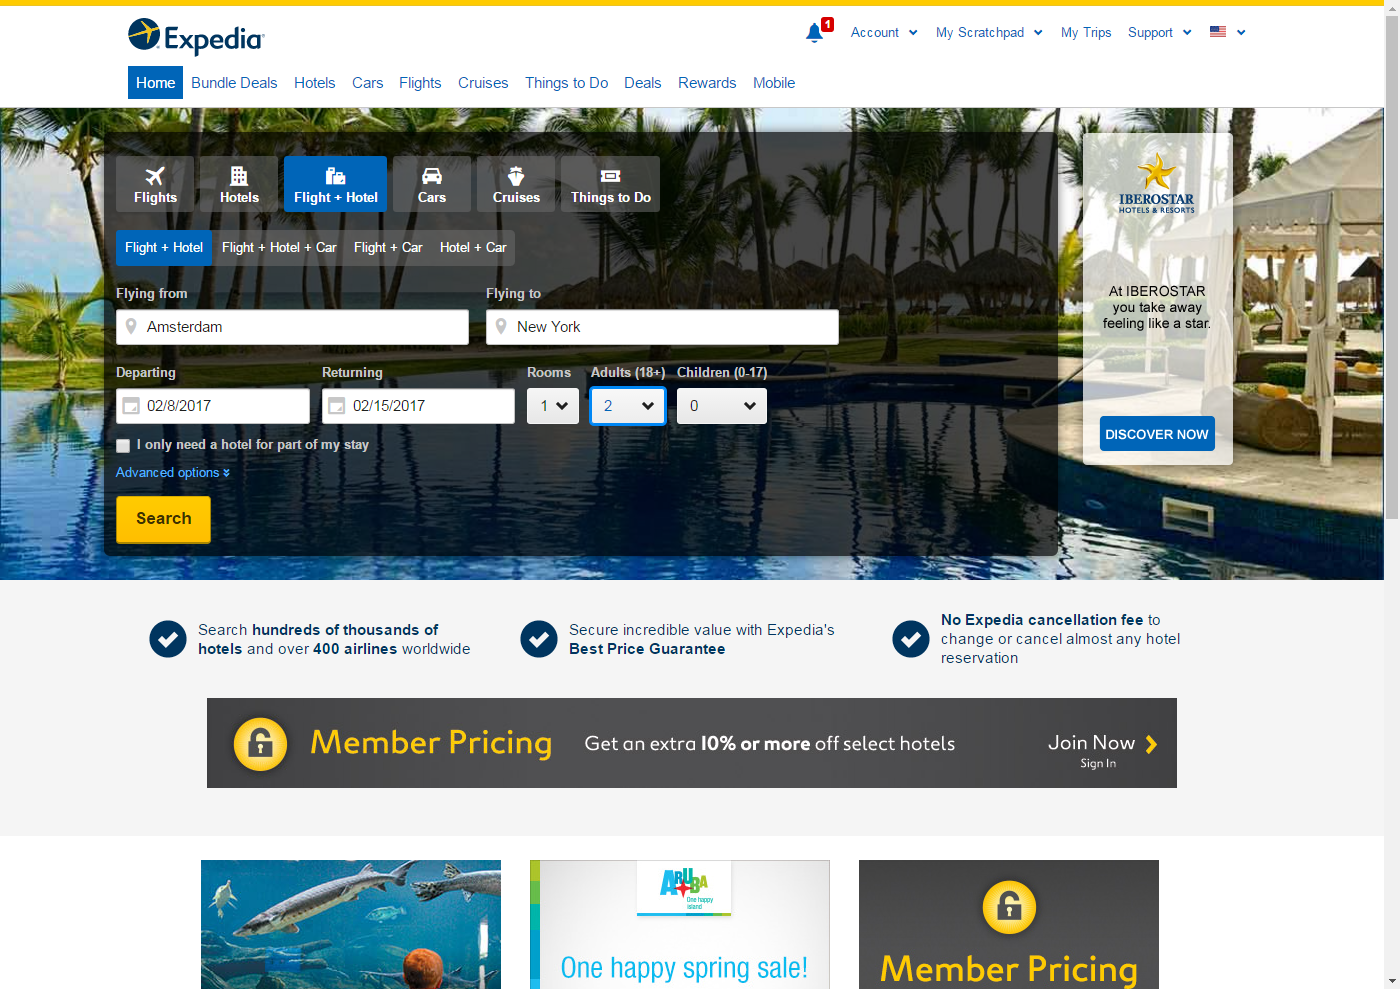 Expedia
1
Account
My Scratchpad
My Trips
Support
Home
Bundle Deals
Hotels
Cars
Flights
Cruises
Things to Do
Deals
Rewards
Mobile
Flights
Hotels
Flight + Hotel
Cars
Cruises
Things to Do
Flight + Hotel
Flight + Hotel + Car
Flight + Car
Hotel + Car
Flying from
Flying to
Amsterdam
New York
Departing
Returning
Rooms
Adults (18+)
Children (0-17)
02/8/2017
02/15/2017
1
2
0
I only need a hotel for part of my stay
Advanced options
Search
IBEROSTAR
HOTELS & RESORTS
At IBEROSTAR
you take away
feeling like a star.
DISCOVER NOW
Search hundreds of thousands of
hotels and over 400 airlines worldwide
Secure incredible value with Expedia's
Best Price Guarantee
No Expedia cancellation fee to
change or cancel almost any hotel
reservation
Member Pricing
Get an extra 10% or more off select hotels
Join Now
Sign In
ARUBA
One happy
island
One happy spring sale!
Member Pricing